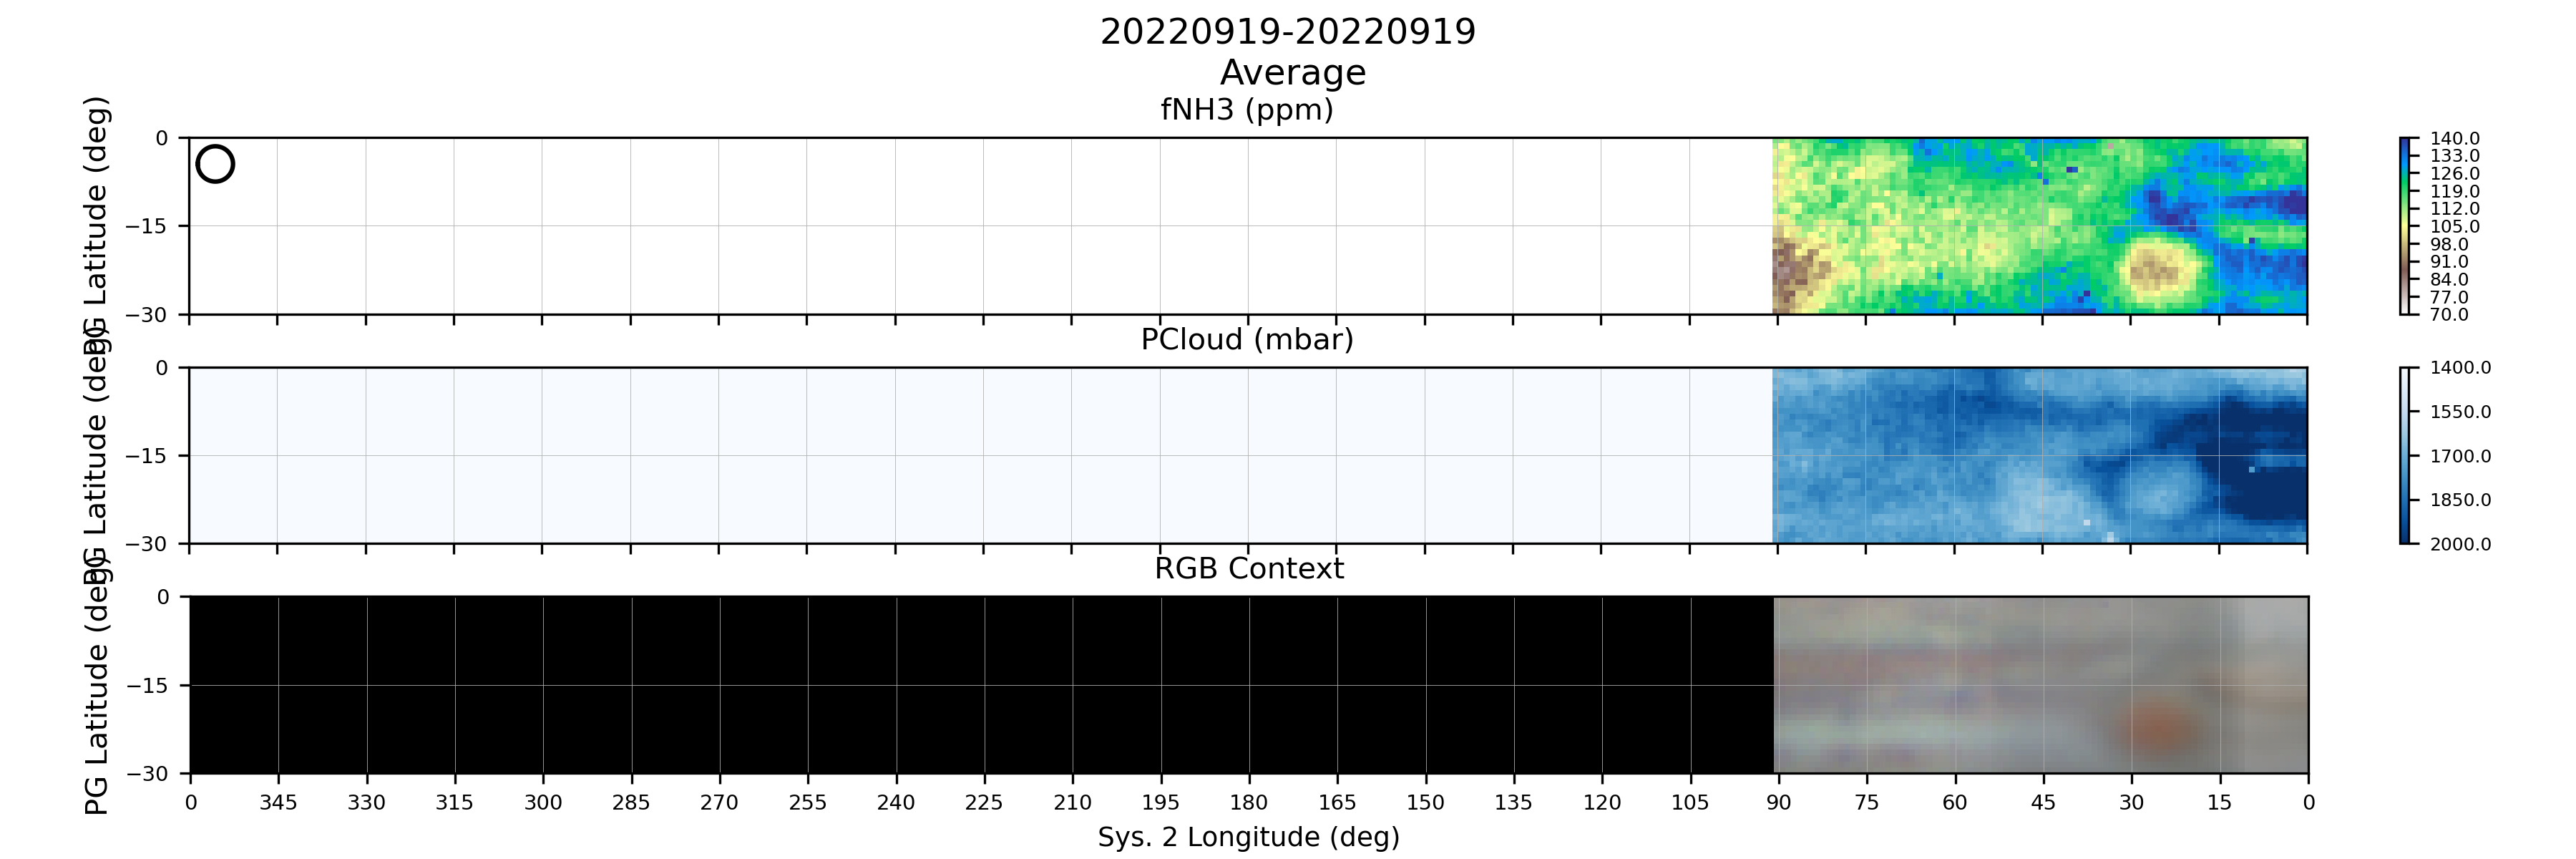 20220919-20220919
Average
fNH3 (ppm)
PG Latitude (deg)
0
−15
−30
140.0
133.0
126.0
119.0
112.0
105.0
98.0
91.0
84.0
77.0
70.0
PCloud (mbar)
PG Latitude (deg)
0
−15
−30
1400.0
1550.0
1700.0
1850.0
2000.0
RGB Context
PG Latitude (deg)
0
−15
−30
0 345 330 315 300 285 270 255 240 225 210 195 180 165 150 135 120 105 90 75 60 45 30 15 0
Sys. 2 Longitude (deg)